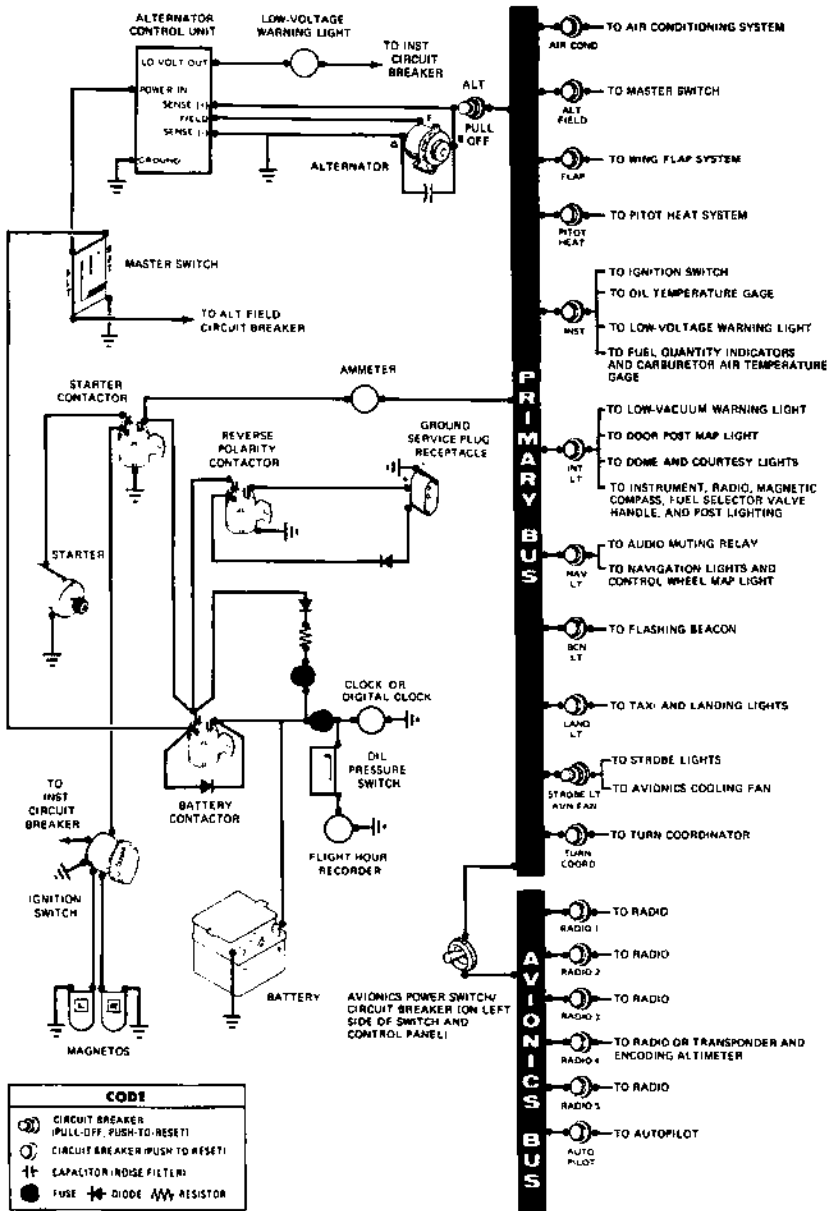 ALTERNATOR
CONTROL UNIT
LOW-VOLTAGE
WARNING LIGHT
TO INST
CIRCUIT
BREAKER
LO VOLT OUT
POWER IN
SENSE (+)
FIELD
SENSE (-)
GROUND
ALT
PULL
OFF
F
A
B
ALTERNATOR
MASTER SWITCH
TO ALT FIELD
CIRCUIT BREAKER
STARTER
CONTACTOR
AMMETER
REVERSE
POLARITY
CONTACTOR
GROUND
SERVICE PLUG
RECEPTACLE
STARTER
CLOCK OR
DIGITAL CLOCK
OIL
PRESSURE
SWITCH
BATTERY
CONTACTOR
FLIGHT HOUR
RECORDER
TO
INST
CIRCUIT
BREAKER
IGNITION
SWITCH
MAGNETOS
L
R
BATTERY
AVIONICS POWER SWITCH/
CIRCUIT BREAKER (ON LEFT
SIDE OF SWITCH AND
CONTROL PANEL)
PRIMARY BUS
AIR COND
TO AIR CONDITIONING SYSTEM
ALT
FIELD
TO MASTER SWITCH
FLAP
TO WING FLAP SYSTEM
PITOT
HEAT
TO PITOT HEAT SYSTEM
INST
TO IGNITION SWITCH
TO OIL TEMPERATURE GAGE
TO LOW-VOLTAGE WARNING LIGHT
TO FUEL QUANTITY INDICATORS
AND CARBURETOR AIR TEMPERATURE
GAGE
INT
LT
TO LOW-VACUUM WARNING LIGHT
TO DOOR POST MAP LIGHT
TO DOME AND COURTESY LIGHTS
TO INSTRUMENT, RADIO, MAGNETIC
COMPASS, FUEL SELECTOR VALVE
HANDLE, AND POST LIGHTING
NAV
LT
TO AUDIO MUTING RELAY
TO NAVIGATION LIGHTS AND
CONTROL WHEEL MAP LIGHT
BCN
LT
TO FLASHING BEACON
LAND
LT
TO TAXI AND LANDING LIGHTS
STROBE LT
AVN FAN
TO STROBE LIGHTS
TO AVIONICS COOLING FAN
TURN
COORD
TO TURN COORDINATOR
AVIONICS BUS
RADIO 1
TO RADIO
RADIO 2
TO RADIO
RADIO 3
TO RADIO
RADIO 4
TO RADIO OR TRANSPONDER AND
ENCODING ALTIMETER
RADIO 5
TO RADIO
AUTO
PILOT
TO AUTOPILOT
CODE
CIRCUIT BREAKER
(PULL-OFF, PUSH-TO-RESET)
CIRCUIT BREAKER (PUSH TO RESET)
CAPACITOR (NOISE FILTER)
FUSE DIODE RESISTOR